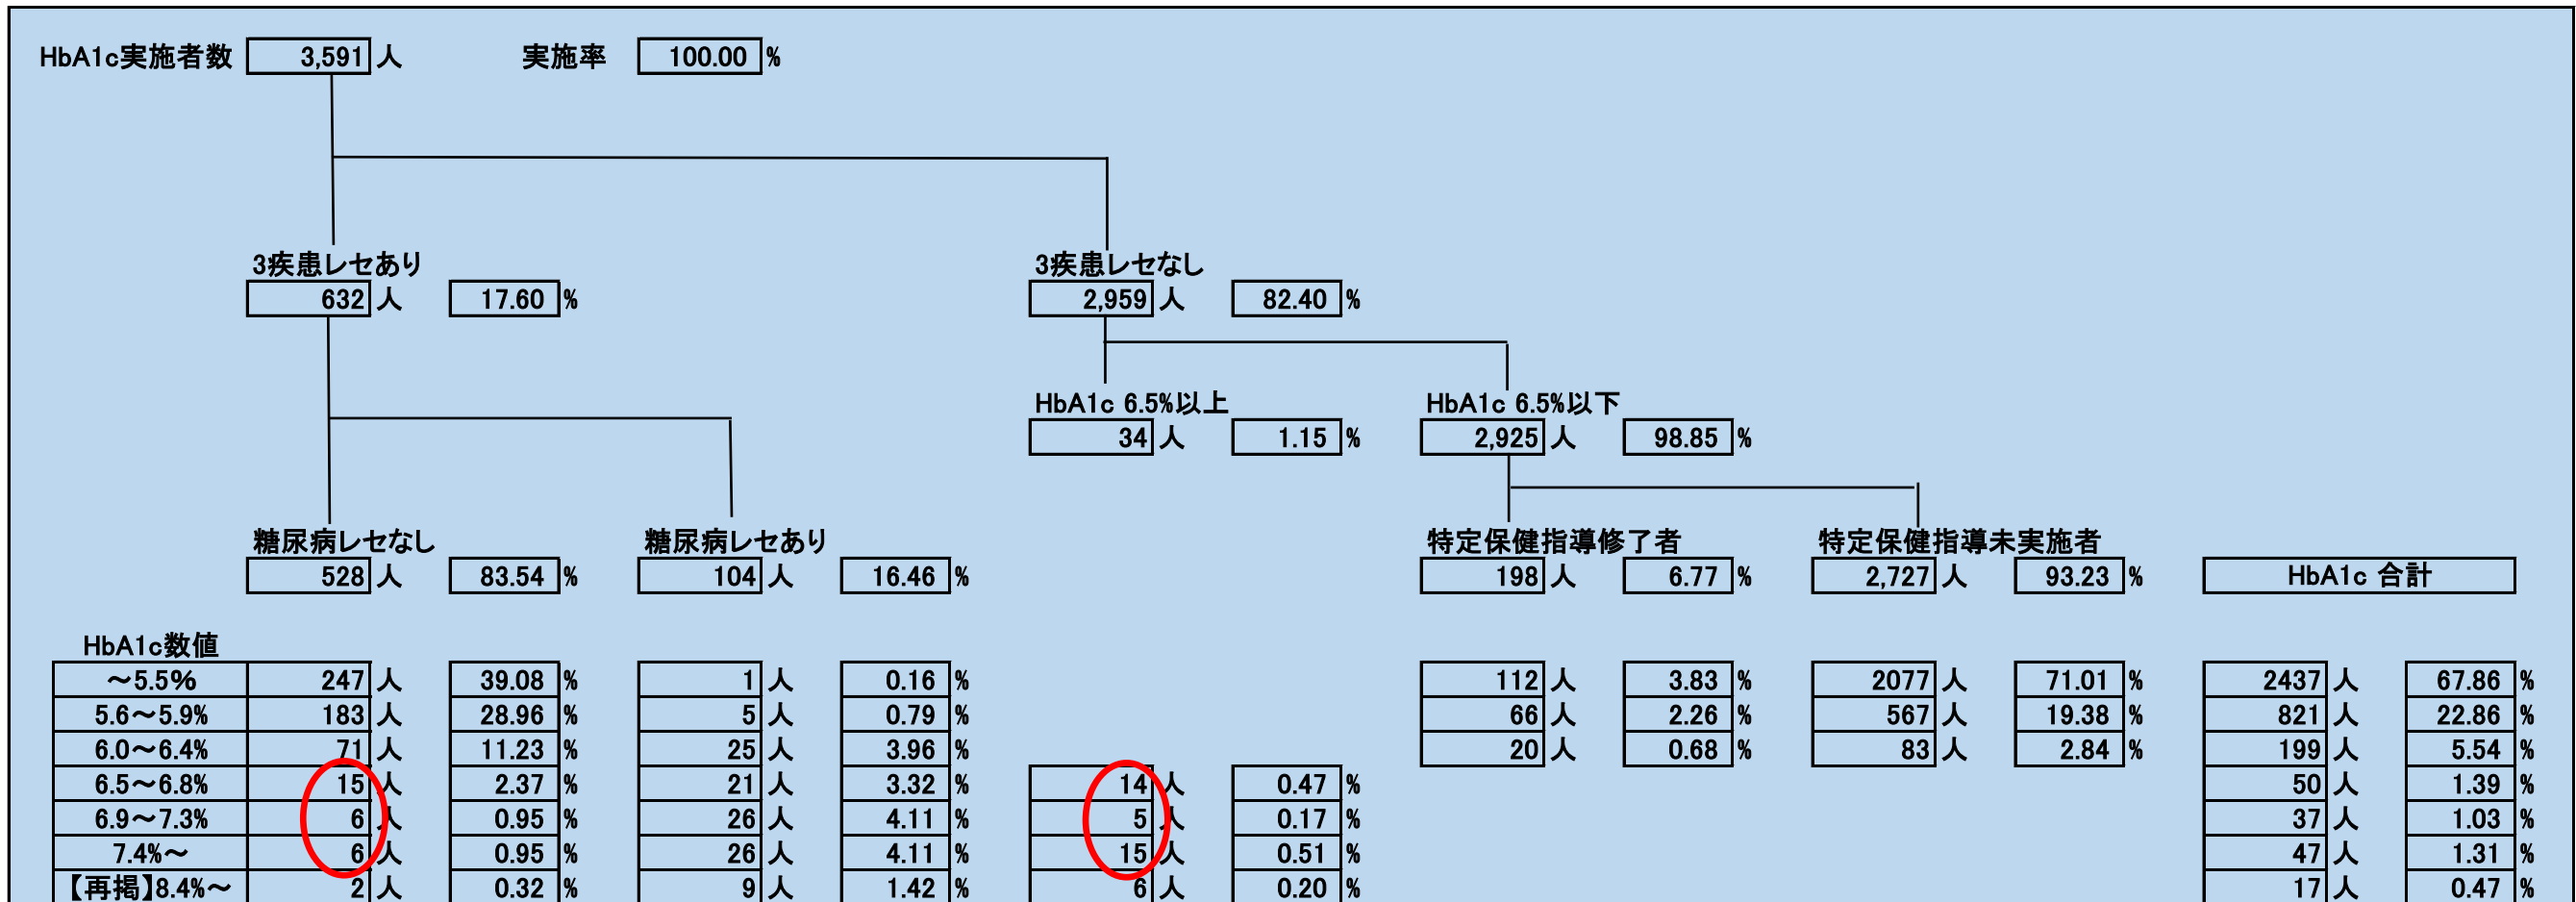 HbA1c実施者数 3,591 人 実施率 100.00 %
3疾患レセあり 3疾患レセなし
632 人 17.60 % 2,959 人 82.40 %
HbA1c 6.5%以上 HbA1c 6.5%以下
34 人 1.15 % 2,925 人 98.85 %
糖尿病レセなし 糖尿病レセあり 特定保健指導修了者 特定保健指導未実施者
528 人 83.54 % 104 人 16.46 % 198 人 6.77 % 2,727 人 93.23 % HbA1c 合計
HbA1c数値
～5.5% 247 人 39.08 % 1 人 0.16 % 112 人 3.83 % 2077 人 71.01 % 2437 人 67.86 %
5.6～5.9% 183 人 28.96 % 5 人 0.79 % 66 人 2.26 % 567 人 19.38 % 821 人 22.86 %
6.0～6.4% 71 人 11.23 % 25 人 3.96 % 20 人 0.68 % 83 人 2.84 % 199 人 5.54 %
6.5～6.8% 15 人 2.37 % 21 人 3.32 % 14 人 0.47 % 50 人 1.39 %
6.9～7.3% 6 人 0.95 % 26 人 4.11 % 5 人 0.17 % 37 人 1.03 %
7.4%～ 6 人 0.95 % 26 人 4.11 % 15 人 0.51 % 47 人 1.31 %
【再掲】8.4%～ 2 人 0.32 % 9 人 1.42 % 6 人 0.20 % 17 人 0.47 %